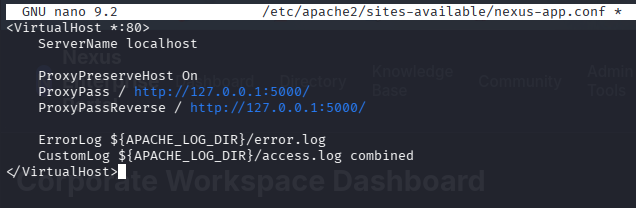 GNU nano 9.2 /etc/apache2/sites-available/nexus-app.conf *
<VirtualHost *:80>
    ServerName localhost
Nexus
    ProxyPreserveHost On
Dashboard Directory Knowledge Base Community Admin Tools
    ProxyPass / http://127.0.0.1:5000/
    ProxyPassReverse / http://127.0.0.1:5000/
    ErrorLog ${APACHE_LOG_DIR}/error.log
    CustomLog ${APACHE_LOG_DIR}/access.log combined
</VirtualHost>
Corporate Workspace Dashboard